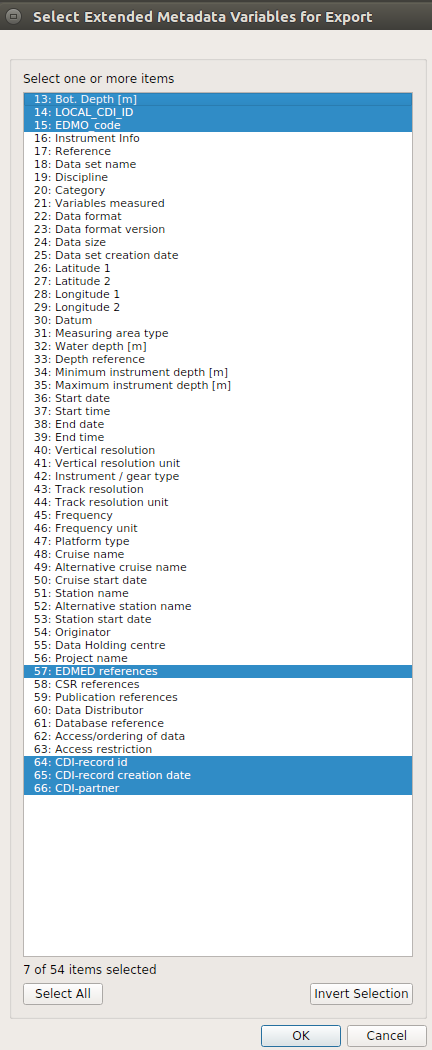 Select Extended Metadata Variables for Export
Select one or more items
13: Bot. Depth [m]
14: LOCAL_CDI_ID
15: EDMO_code
16: Instrument Info
17: Reference
18: Data set name
19: Discipline
20: Category
21: Variables measured
22: Data format
23: Data format version
24: Data size
25: Data set creation date
26: Latitude 1
27: Latitude 2
28: Longitude 1
29: Longitude 2
30: Datum
31: Measuring area type
32: Water depth [m]
33: Depth reference
34: Minimum instrument depth [m]
35: Maximum instrument depth [m]
36: Start date
37: Start time
38: End date
39: End time
40: Vertical resolution
41: Vertical resolution unit
42: Instrument / gear type
43: Track resolution
44: Track resolution unit
45: Frequency
46: Frequency unit
47: Platform type
48: Cruise name
49: Alternative cruise name
50: Cruise start date
51: Station name
52: Alternative station name
53: Station start date
54: Originator
55: Data Holding centre
56: Project name
57: EDMED references
58: CSR references
59: Publication references
60: Data Distributor
61: Database reference
62: Access/ordering of data
63: Access restriction
64: CDI-record id
65: CDI-record creation date
66: CDI-partner
7 of 54 items selected
Select All
Invert Selection
OK
Cancel